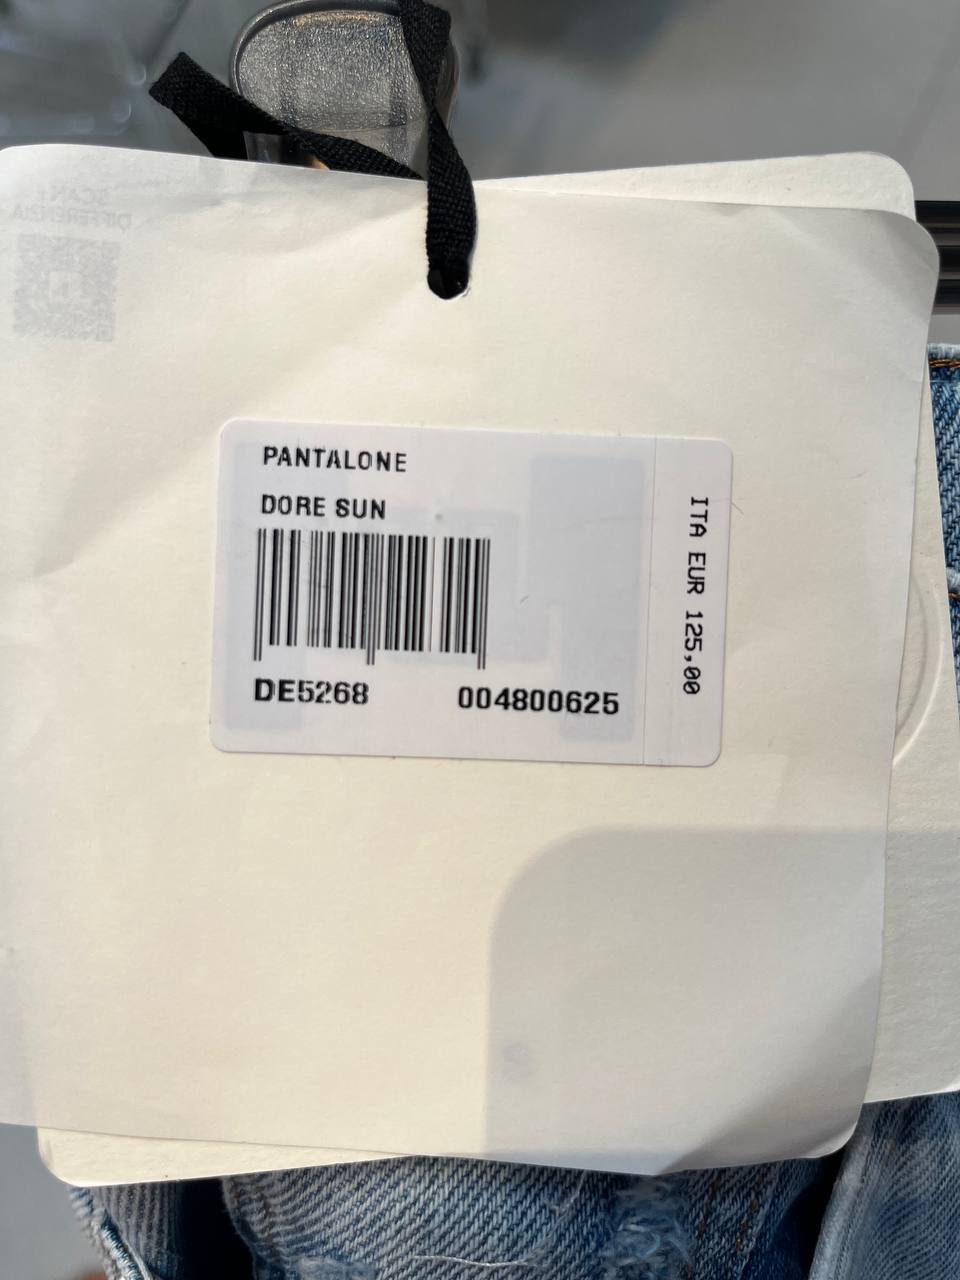 PANTALONE
DORE SUN
DE5268 004800625
ITA EUR 125,00